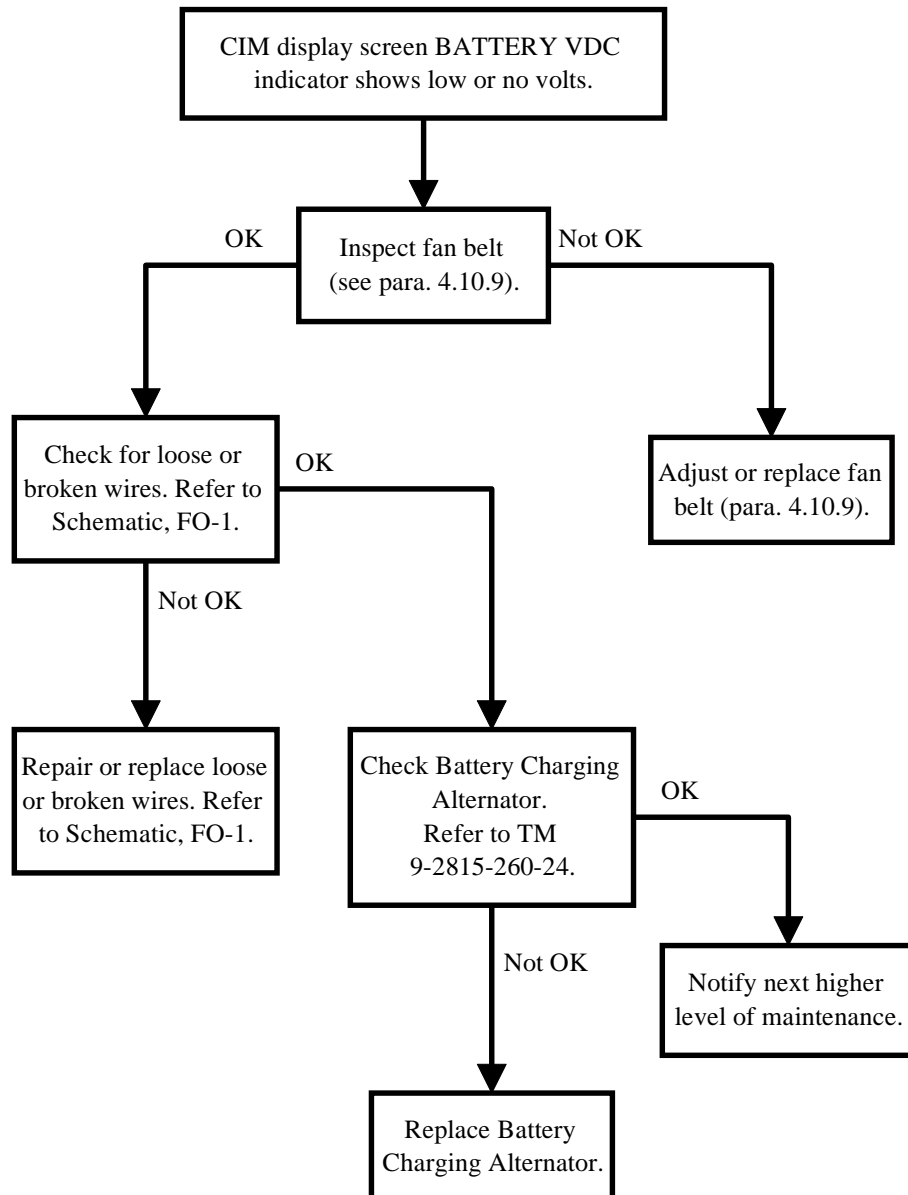 CIM display screen BATTERY VDC
indicator shows low or no volts.
OK
Inspect fan belt
(see para. 4.10.9).
Not OK
Check for loose or
broken wires. Refer to
Schematic, FO-1.
OK
Adjust or replace fan
belt (para. 4.10.9).
Not OK
Repair or replace loose
or broken wires. Refer
to Schematic, FO-1.
Check Battery Charging
Alternator.
Refer to TM
9-2815-260-24.
OK
Not OK
Notify next higher
level of maintenance.
Replace Battery
Charging Alternator.